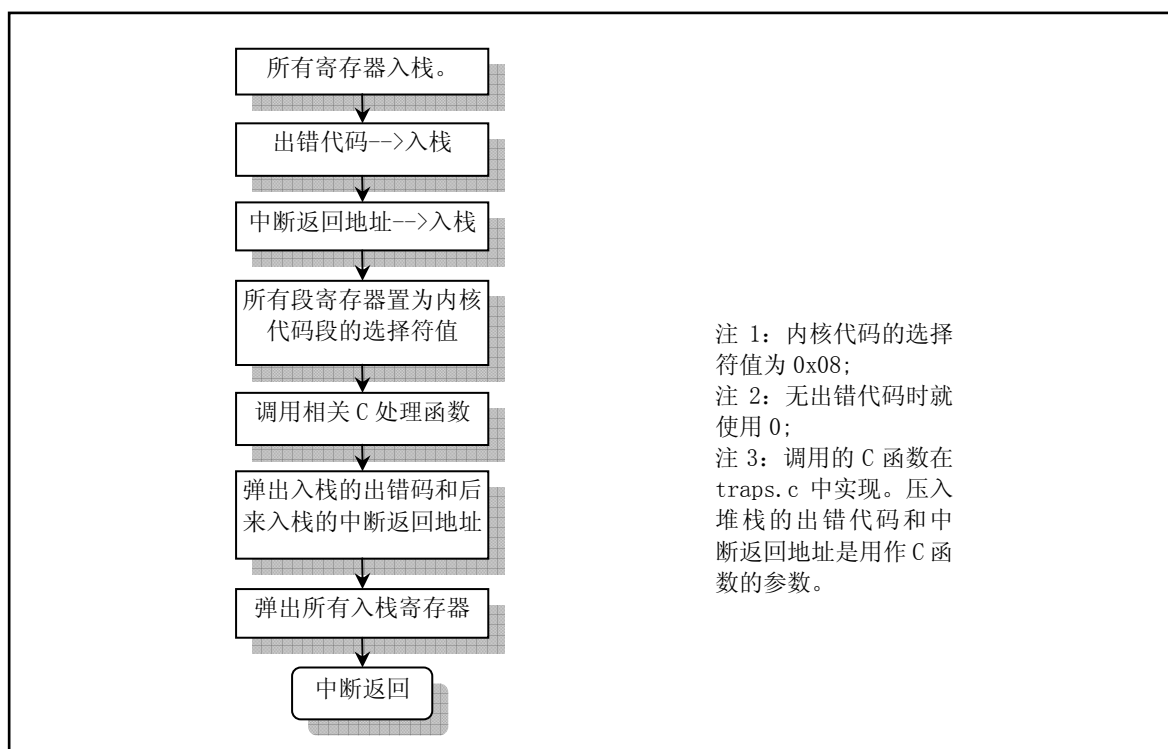 所有寄存器入栈。
出错代码-->入栈
中断返回地址-->入栈
所有段寄存器置为内核
代码段的选择符值
调用相关 C 处理函数
弹出入栈的出错码和后
来入栈的中断返回地址
弹出所有入栈寄存器
中断返回
注 1: 内核代码的选择
符值为 0x08;
注 2: 无出错代码时就
使用 0;
注 3: 调用的 C 函数在
traps.c 中实现。压入
堆栈的出错代码和中
断返回地址是用作 C 函
数的参数。